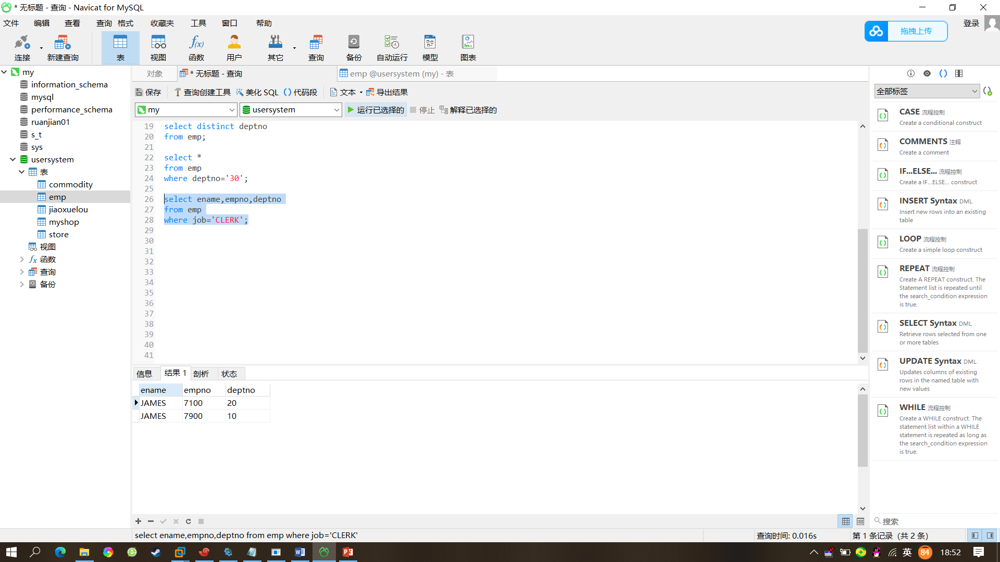 * 无标题 - 查询 - Navicat for MySQL
文件 编辑 查看 查询 格式 收藏夹 工具 窗口 帮助
登录
拖拽上传
连接 新建查询 表 视图 函数 用户 其它 查询 备份 自动运行 模型 图表
my
information_schema
mysql
performance_schema
ruanjian01
s_t
sys
usersystem
表
commodity
emp
jiaoxuelou
myshop
store
视图
函数
查询
备份
对象 * 无标题 - 查询 emp @usersystem (my) - 表
保存 查询创建工具 美化 SQL 代码段 文本 导出结果
my usersystem 运行已选择的 停止 解释已选择的
19 select distinct deptno
20 from emp;
21
22 select *
23 from emp
24 where deptno='30';
25
26 select ename,empno,deptno
27 from emp
28 where job='CLERK';
29
30
31
32
33
34
35
36
37
38
39
40
41
信息 结果 1 剖析 状态
ename empno deptno
JAMES 7100 20
JAMES 7900 10
全部标签
CASE 流程控制
Create a conditional construct
COMMENTS 注释
Create a comment
IF...ELSE... 流程控制
Create a IF...ELSE... construct
INSERT Syntax DML
Insert new rows into an existing
table
LOOP 流程控制
Create a simple loop construct
REPEAT 流程控制
Create A REPEAT construct. The
Statement list is repeated until
the search_condition expression
is true.
SELECT Syntax DML
Retrieve rows selected from one
or more tables
UPDATE Syntax DML
Updates columns of existing
rows in the named table with
new values
WHILE 流程控制
Create a WHILE construct. The
statement list within a WHILE
statement is repeated as long as
the search_condition expression
is true.
搜索
select ename,empno,deptno from emp where job='CLERK' 查询时间: 0.016s 第 1 条记录 (共 2 条)
英 84 18:52